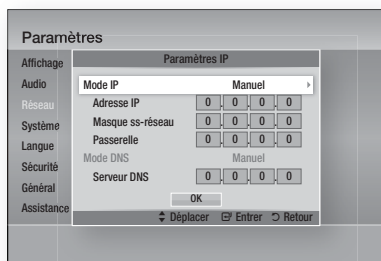 Paramètres
Affichage
Audio
Réseau
Système
Langue
Sécurité
Général
Assistance
Paramètres IP
Mode IP Manuel
Adresse IP 0 . 0 . 0 . 0
Masque ss-réseau 0 . 0 . 0 . 0
Passerelle 0 . 0 . 0 . 0
Mode DNS Manuel
Serveur DNS 0 . 0 . 0 . 0
OK
Déplacer Entrer Retour